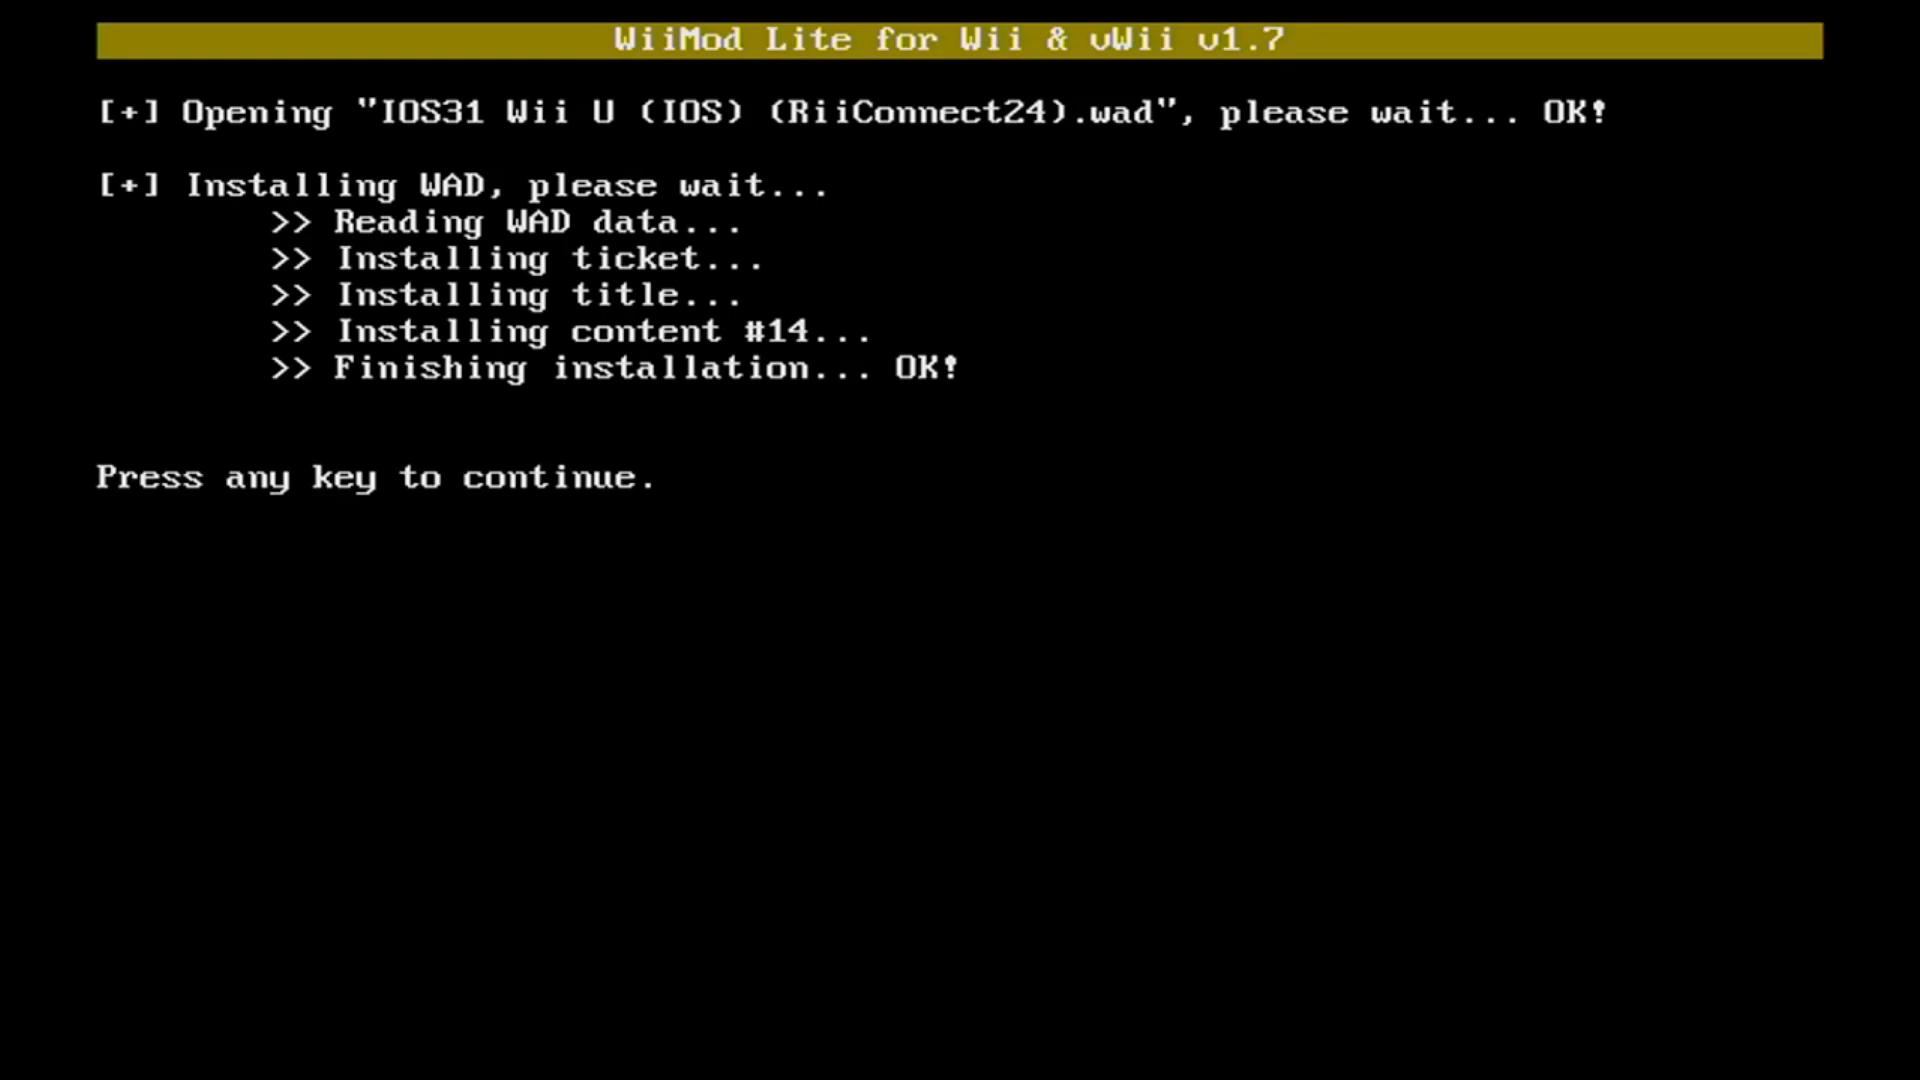 WiiMod Lite for Wii & vWii v1.7
[+] Opening "IOS31 Wii U (IOS) (RiiConnect24).wad", please wait... OK!
[+] Installing WAD, please wait...
>> Reading WAD data...
>> Installing ticket...
>> Installing title...
>> Installing content #14...
>> Finishing installation... OK!
Press any key to continue.